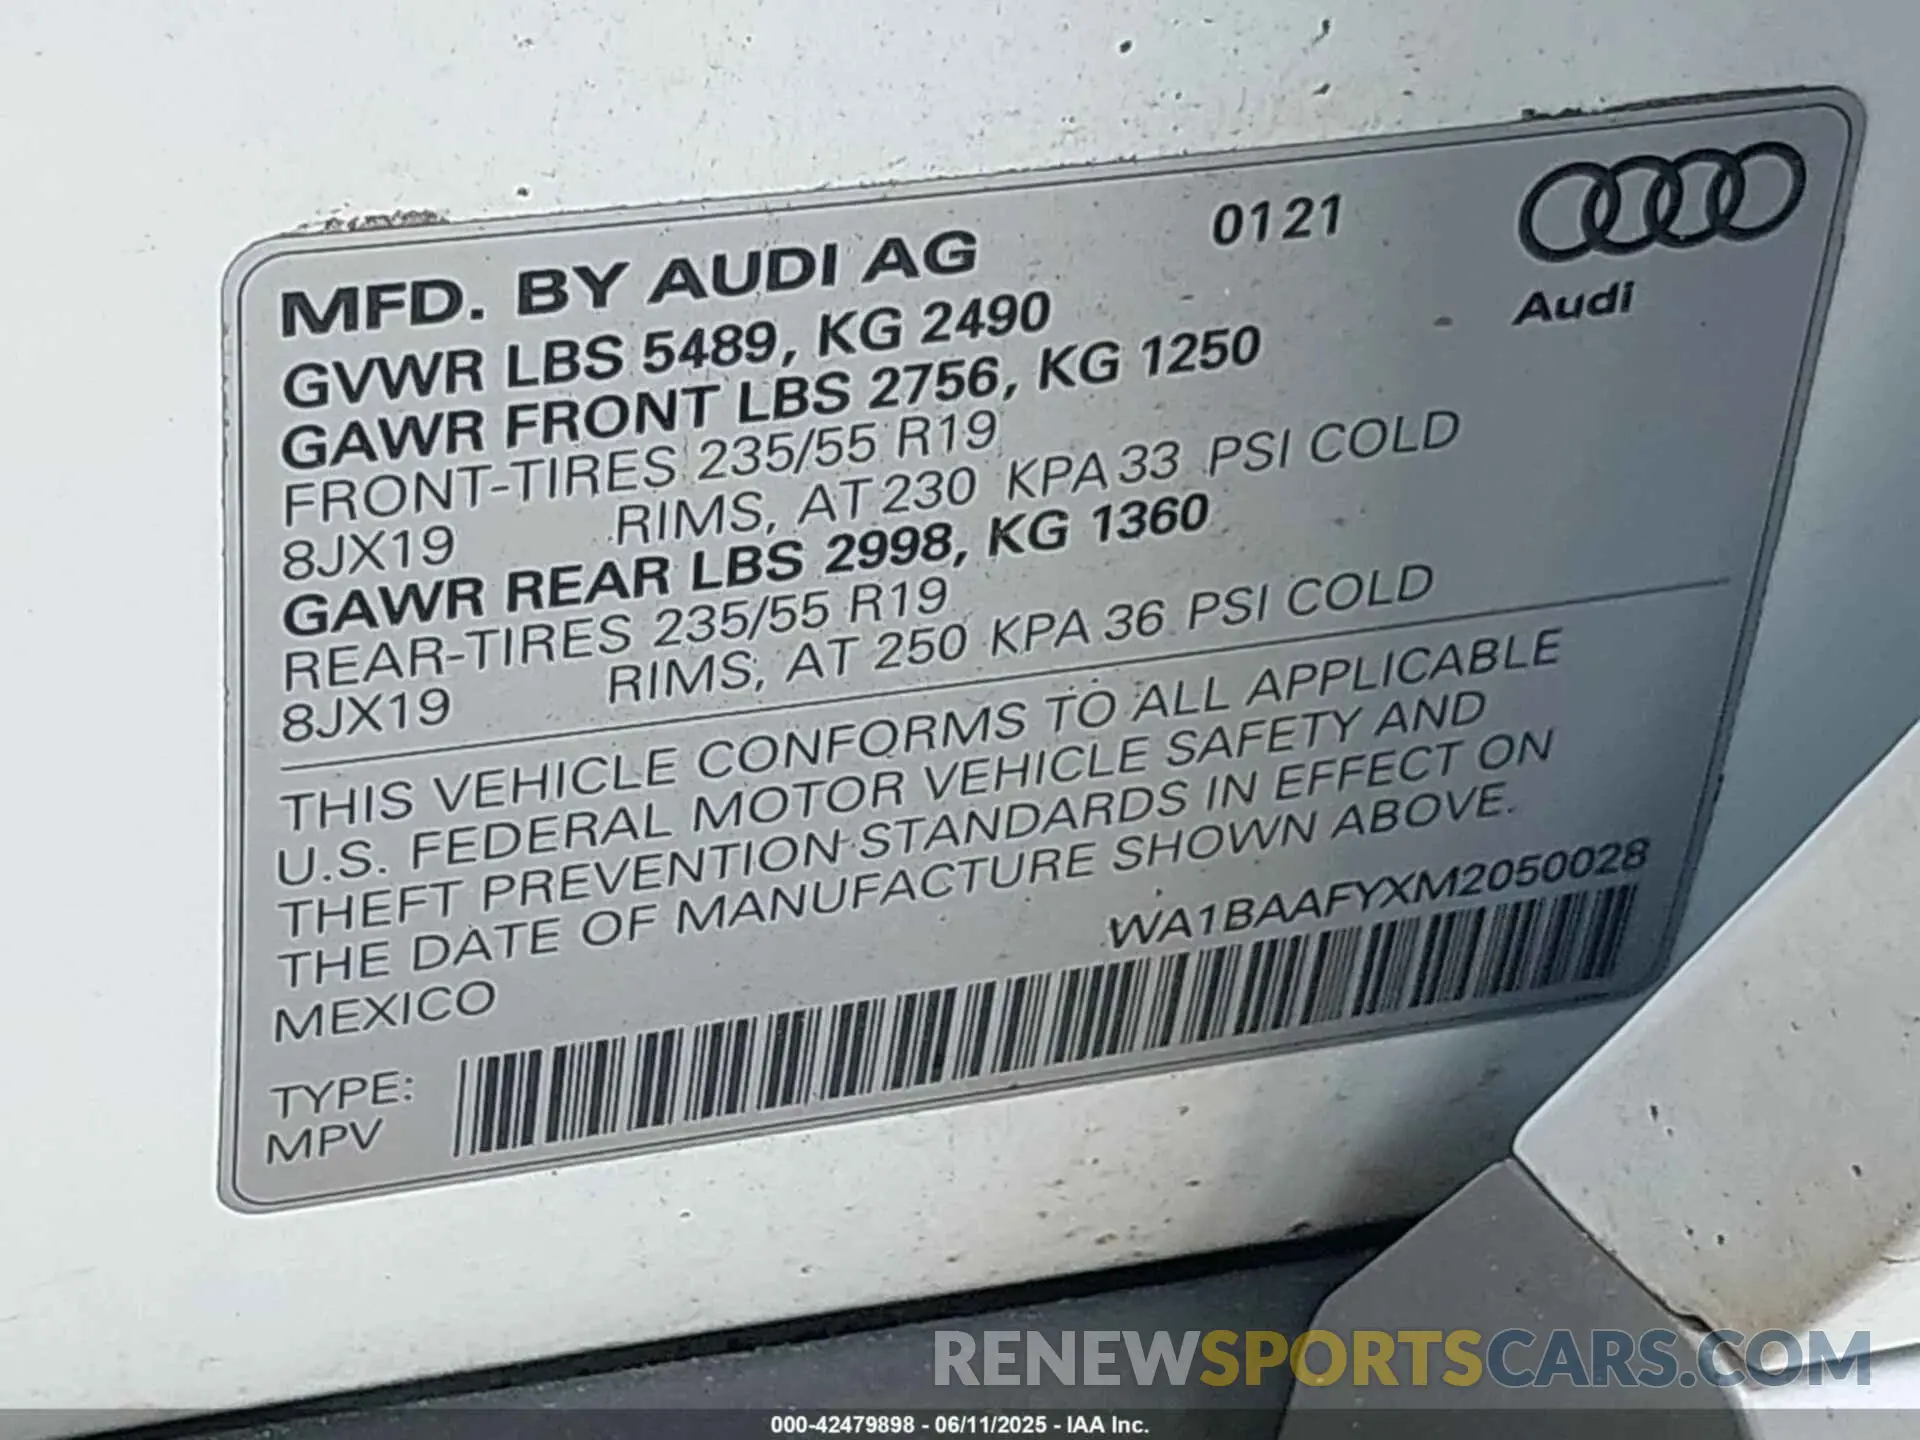 MFD. BY AUDI AG 0121
Audi
GVWR LBS 5489, KG 2490
GAWR FRONT LBS 2756, KG 1250
FRONT-TIRES 235/55 R19
8JX19 RIMS, AT 230 KPA 33 PSI COLD
GAWR REAR LBS 2998, KG 1360
REAR-TIRES 235/55 R19
8JX19 RIMS, AT 250 KPA 36 PSI COLD
THIS VEHICLE CONFORMS TO ALL APPLICABLE
U.S. FEDERAL MOTOR VEHICLE SAFETY AND
THEFT PREVENTION STANDARDS IN EFFECT ON
THE DATE OF MANUFACTURE SHOWN ABOVE.
MEXICO
WA1BAAFYXM2050028
TYPE:
MPV
RENEWSPORTSCARS.COM
000-42479898 - 06/11/2025 - IAA Inc.